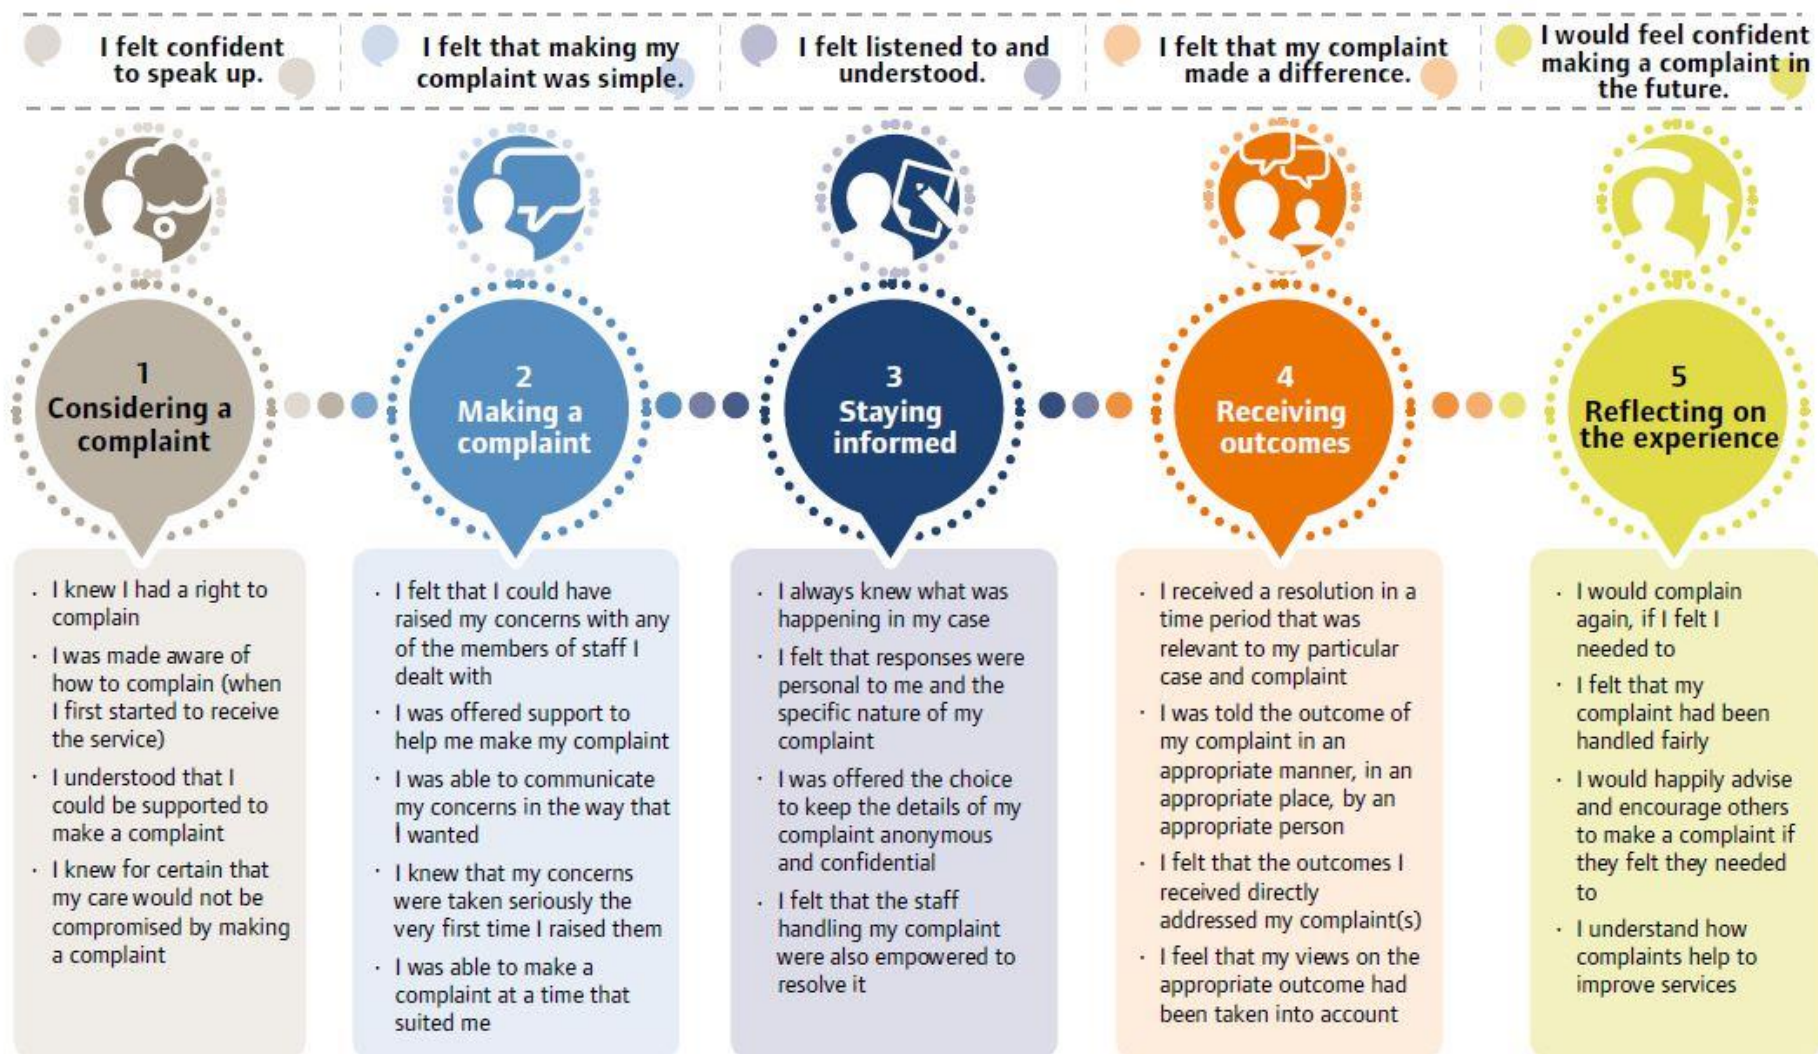 I felt confident
to speak up.
I felt that making my
complaint was simple.
I felt listened to and
understood.
I felt that my complaint
made a difference.
I would feel confident
making a complaint in
the future.
1
Considering a
complaint
2
Making a
complaint
3
Staying
informed
4
Receiving
outcomes
5
Reflecting on
the experience
· I knew I had a right to
complain
· I was made aware of
how to complain (when
I first started to receive
the service)
· I understood that I
could be supported to
make a complaint
· I knew for certain that
my care would not be
compromised by making
a complaint
· I felt that I could have
raised my concerns with any
of the members of staff I
dealt with
· I was offered support to
help me make my complaint
· I was able to communicate
my concerns in the way that
I wanted
· I knew that my concerns
were taken seriously the
very first time I raised them
· I was able to make a
complaint at a time that
suited me
· I always knew what was
happening in my case
· I felt that responses were
personal to me and the
specific nature of my
complaint
· I was offered the choice
to keep the details of my
complaint anonymous
and confidential
· I felt that the staff
handling my complaint
were also empowered to
resolve it
· I received a resolution in a
time period that was
relevant to my particular
case and complaint
· I was told the outcome of
my complaint in an
appropriate manner, in an
appropriate place, by an
appropriate person
· I felt that the outcomes I
received directly
addressed my complaint(s)
· I feel that my views on the
appropriate outcome had
been taken into account
· I would complain
again, if I felt I
needed to
· I felt that my
complaint had been
handled fairly
· I would happily advise
and encourage others
to make a complaint if
they felt they needed
to
· I understand how
complaints help to
improve services